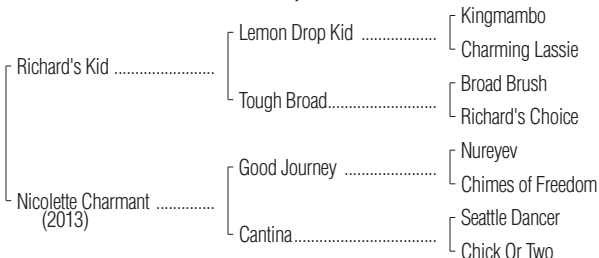 Kingmambo
Lemon Drop Kid ..................
Charming Lassie
Richard's Kid ........................
Broad Brush
Tough Broad..........................
Richard's Choice
Nureyev
Good Journey ......................
Chimes of Freedom
Nicolette Charmant ..............
(2013)
Seattle Dancer
Cantina..................................
Chick Or Two